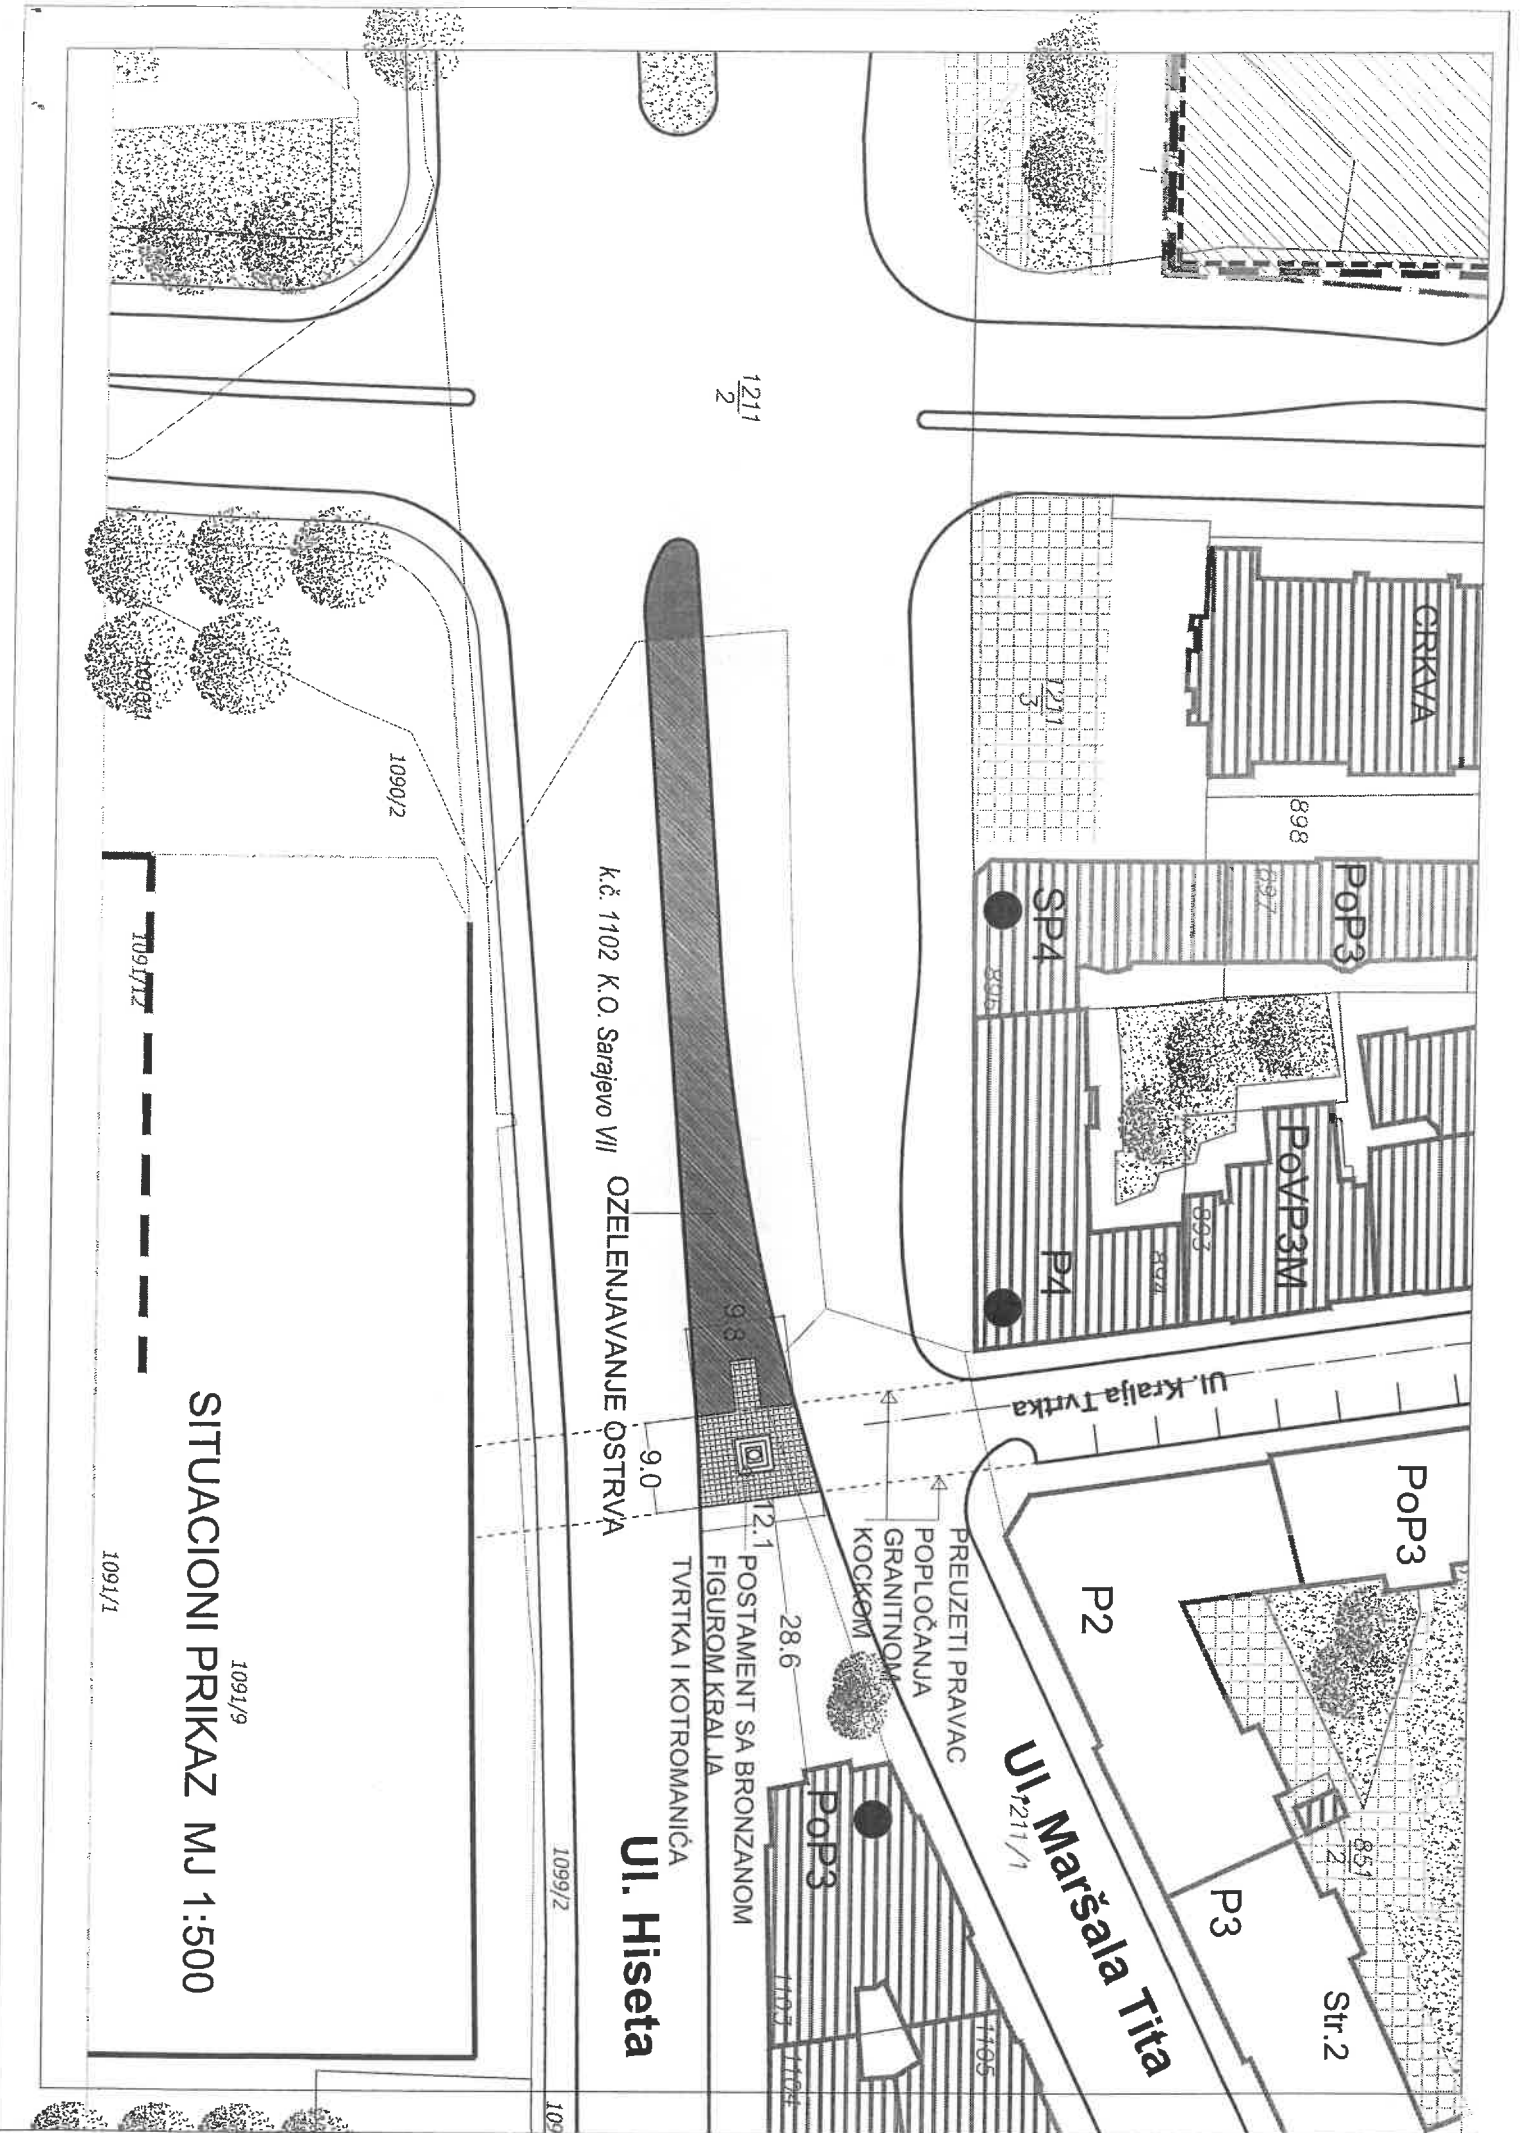 CRKVA
898
PoP3
897
SP4
896
PoVP3M
893
894
P4
1
1211
2
1211
3
Ul. Kralja Tvrtka
PoP3
P2
851
2
P3
Str.2
Ul. Maršala Tita
1211/1
PREUZETI PRAVAC
POPLOČANJA
GRANITNOM
KOCKOM
28.6
12.1
9.8
9.0
POSTAMENT SA BRONZANOM
FIGUROM KRALJA
TVRTKA I KOTROMANIĆA
PoP3
1103
1104
1105
k.č. 1102 K.O. Sarajevo VII
OZELENJAVANJE OSTRVA
Ul. Hiseta
1099/2
109
1090/1
1090/2
1091/12
1091/1
1091/9
SITUACIONI PRIKAZ MJ 1:500